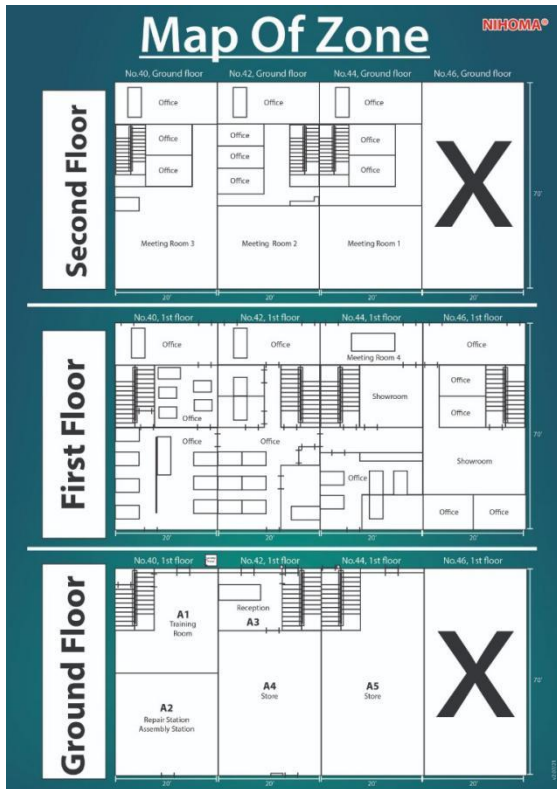 Map Of Zone
NIHOMA®
Second Floor
No.40, Ground floor
No.42, Ground floor
No.44, Ground floor
No.46, Ground floor
Office
Office
Office
Office
Office
Office
Office
Office
Office
Office
Meeting Room 3
Meeting Room 2
Meeting Room 1
X
70'
20'
20'
20'
20'
First Floor
No.40, 1st floor
No.42, 1st floor
No.44, 1st floor
No.46, 1st floor
Office
Office
Meeting Room 4
Office
Office
Showroom
Office
Office
Office
Office
Office
Showroom
Office
Office
70'
20'
20'
20'
20'
Ground Floor
No.40, 1st floor
No.42, 1st floor
No.44, 1st floor
No.46, 1st floor
A1
Training
Room
Reception
A3
A2
Repair Station
Assembly Station
A4
Store
A5
Store
X
70'
20'
20'
20'
20'